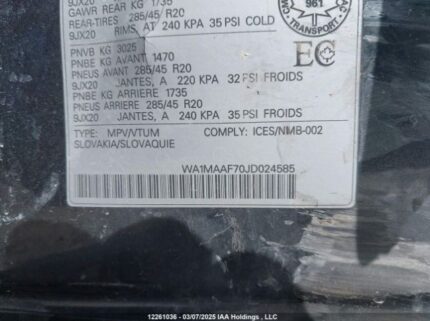 GAWR REAR KG 1735
REAR-TIRES 285/45 R20
9JX20 RIMS, AT 240 KPA 35 PSI COLD
PNVB KG 3025
PNBE KG AVANT 1470
PNEUS AVANT 285/45 R20
9JX20 JANTES, A 220 KPA 32 PSI FROIDS
PNBE KG ARRIERE 1735
PNEUS ARRIERE 285/45 R20
9JX20 JANTES, A 240 KPA 35 PSI FROIDS
TYPE: MPV/VTUM COMPLY: ICES/NMB-002
SLOVAKIA/SLOVAQUIE
WA1MAAF70JD024585
961
TRANSPORT
EC
12261036 - 03/07/2025 IAA Holdings , LLC